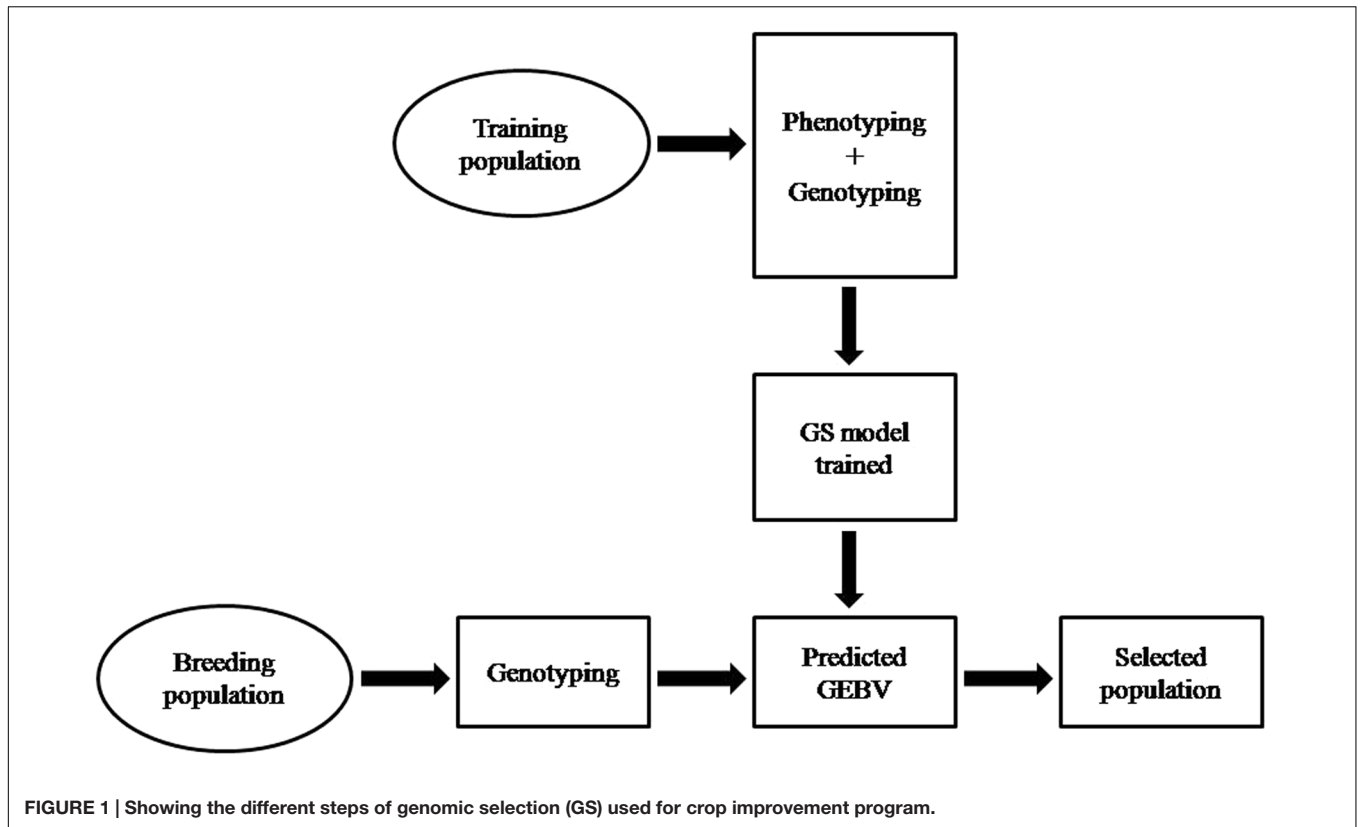 Training
population
Phenotyping
+
Genotyping
GS model
trained
Breeding
population
Genotyping
Predicted
GEBV
Selected
population
FIGURE 1 | Showing the different steps of genomic selection (GS) used for crop improvement program.